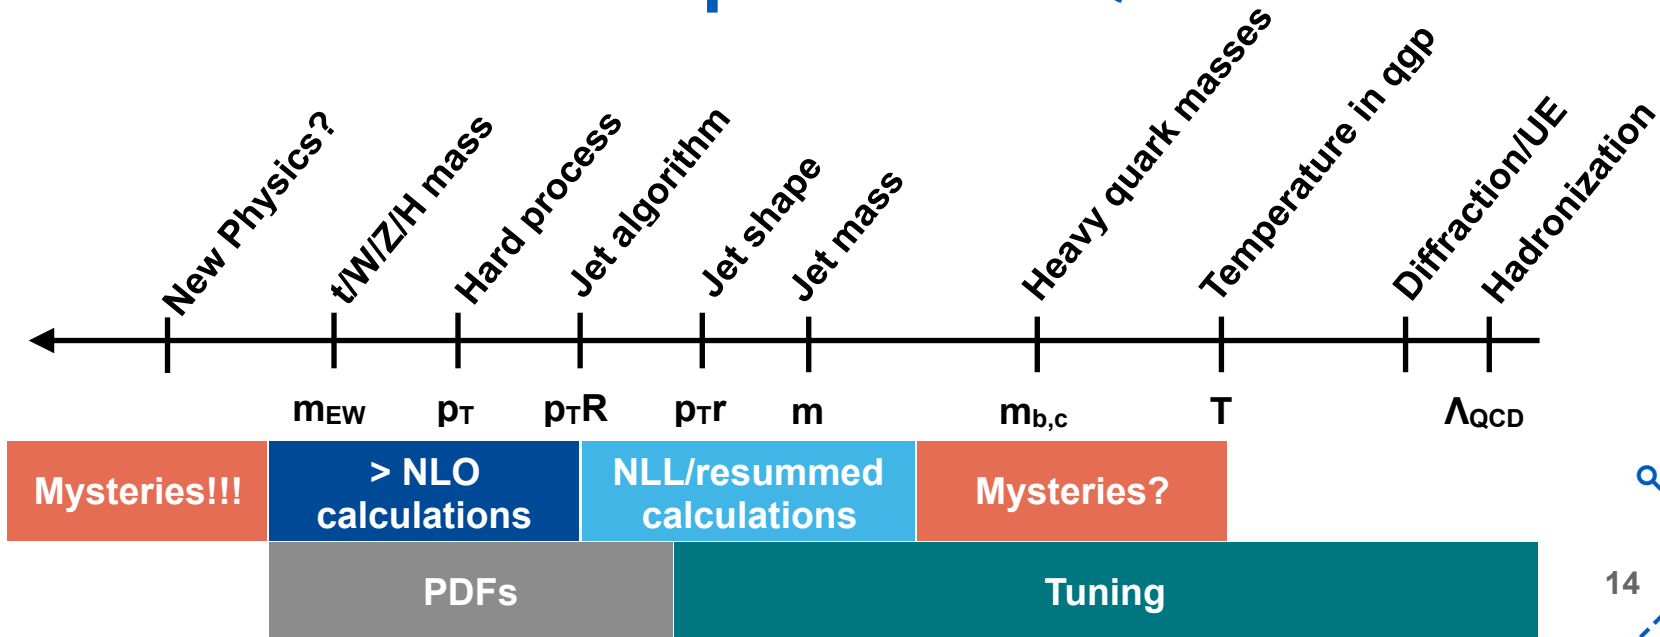 New Physics?
t/W/Z/H mass
Hard process
Jet algorithm
Jet shape
Jet mass
Heavy quark masses
Temperature in qgp
Diffraction/UE
Hadronization
mEW
pT
pTR
pTr
m
mb,c
T
ΛQCD
Mysteries!!!
> NLO
calculations
NLL/resummed
calculations
Mysteries?
PDFs
Tuning
14